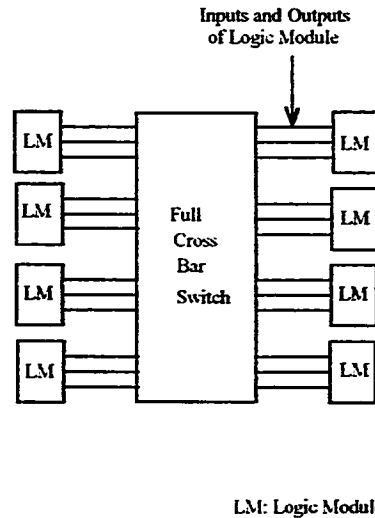 Inputs and Outputs
of Logic Module
LM
LM
LM
LM
LM
LM
LM
LM
Full
Cross
Bar
Switch
LM: Logic Modul